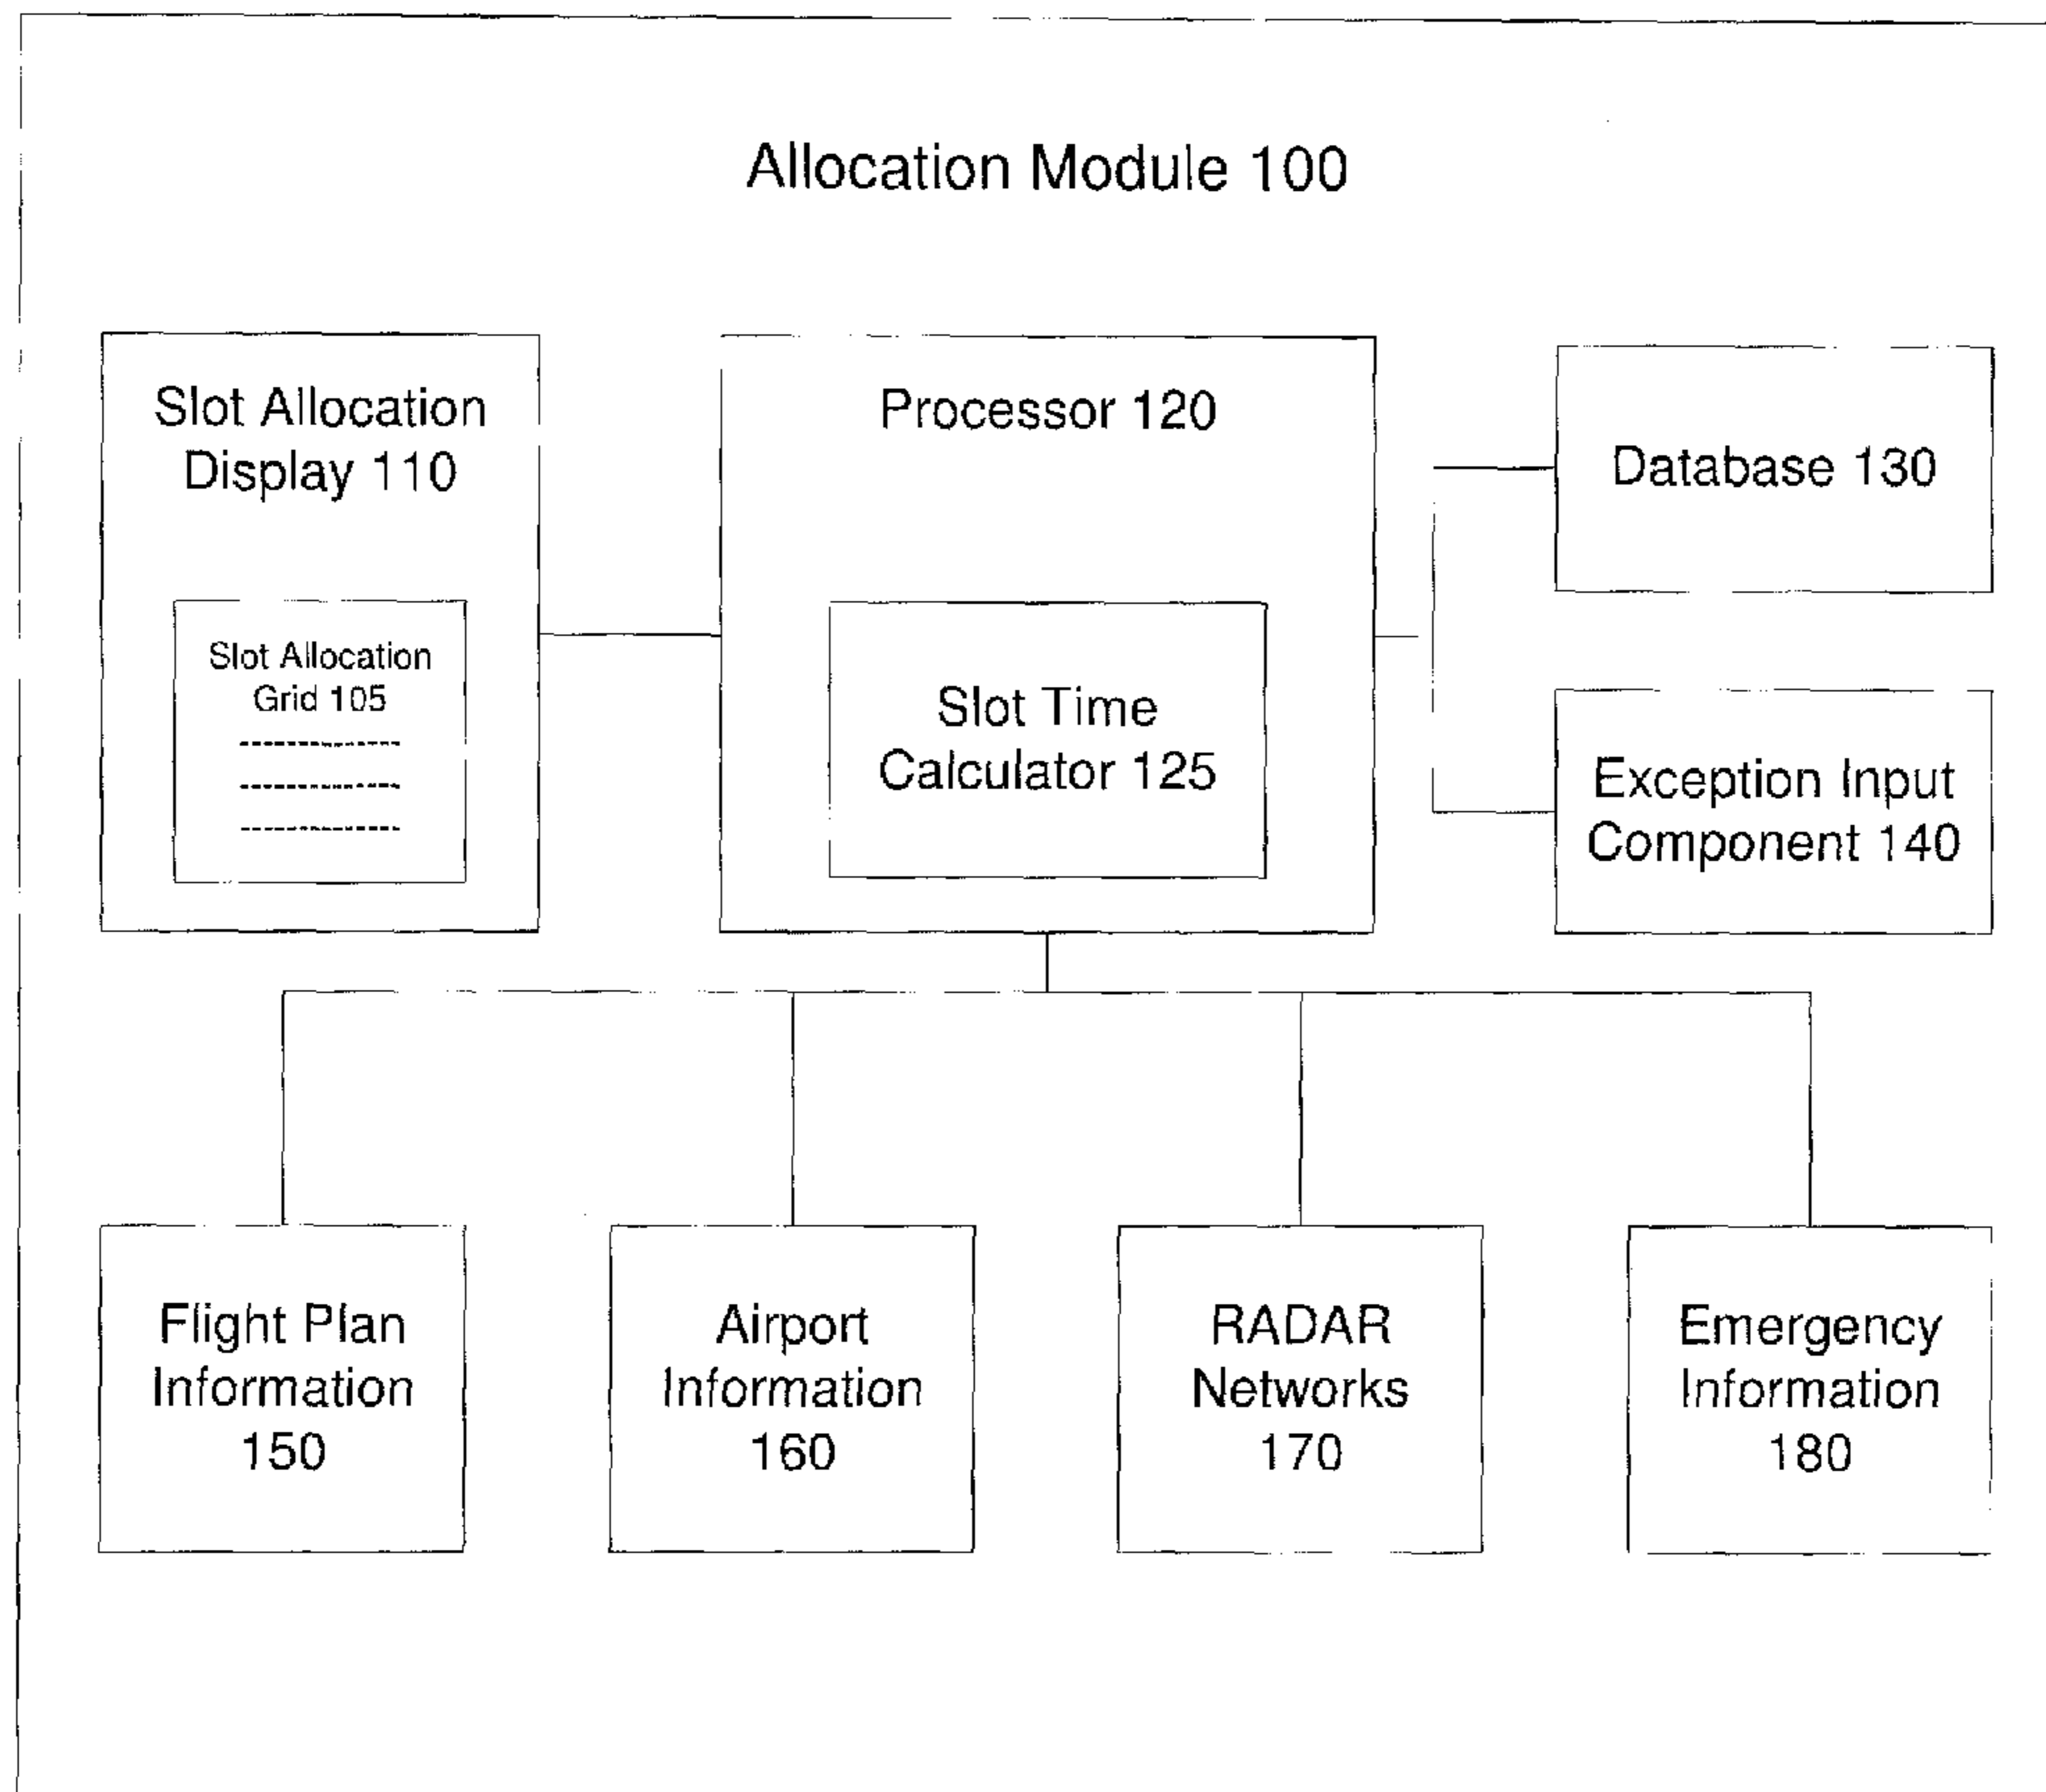 Allocation Module 100
Slot Allocation
Display 110
Slot Allocation
Grid 105
Processor 120
Slot Time
Calculator 125
Database 130
Exception Input
Component 140
Flight Plan
Information
150
Airport
Information
160
RADAR
Networks
170
Emergency
Information
180